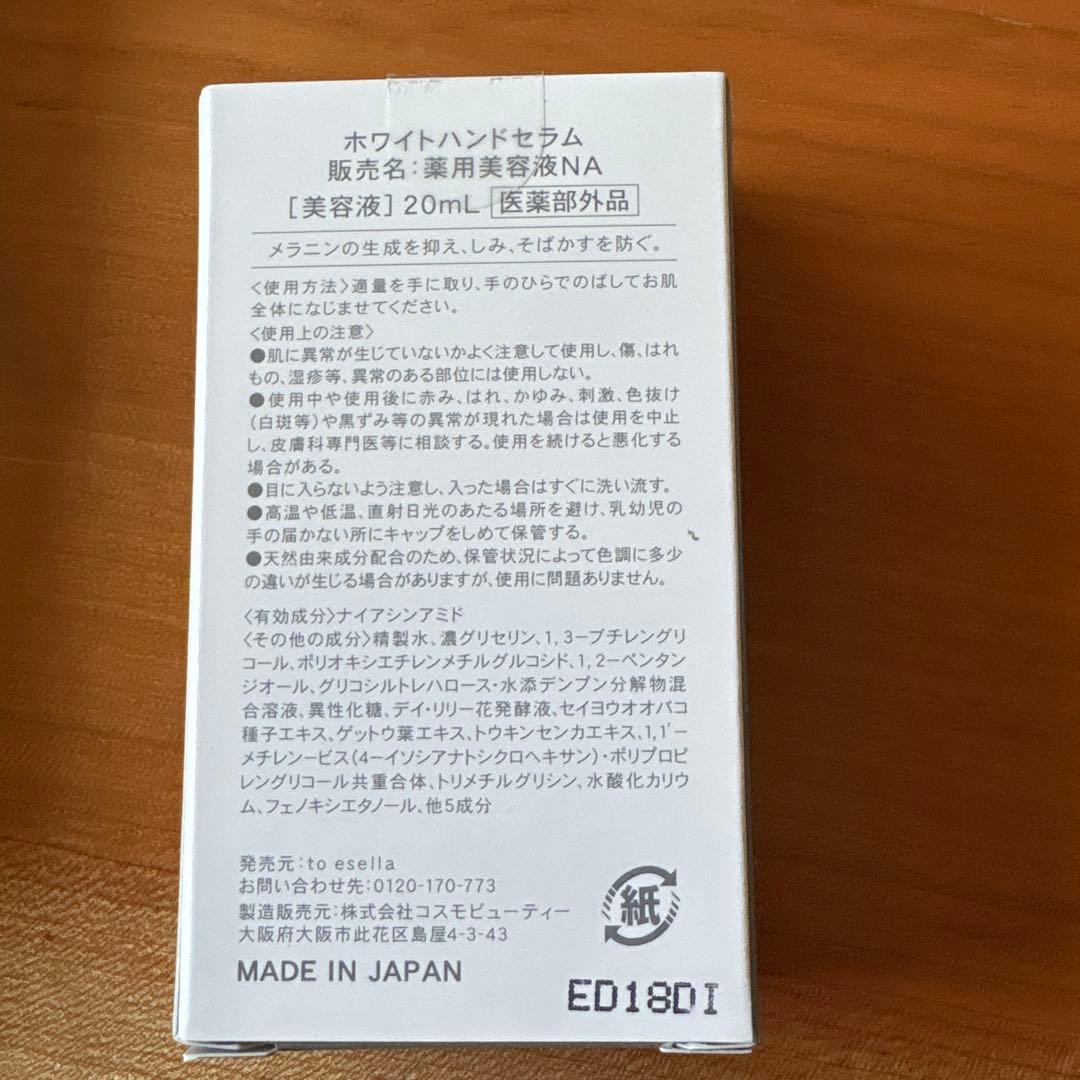 ホワイトハンドセラム
販売名:薬用美容液NA
[美容液] 20mL 医薬部外品
メラニンの生成を抑え、しみ、そばかすを防ぐ。
〈使用方法〉適量を手に取り、手のひらでのばしてお肌
全体になじませてください。
〈使用上の注意〉
●肌に異常が生じていないかよく注意して使用し、傷、はれ
もの、湿疹等、異常のある部位には使用しない。
●使用中や使用後に赤み、はれ、かゆみ、刺激、色抜け
(白斑等)や黒ずみ等の異常が現れた場合は使用を中止
し、皮膚科専門医等に相談する。使用を続けると悪化する
場合がある。
●目に入らないよう注意し、入った場合はすぐに洗い流す。
●高温や低温、直射日光のあたる場所を避け、乳幼児の
手の届かない所にキャップをしめて保管する。
●天然由来成分配合のため、保管状況によって色調に多少
の違いが生じる場合がありますが、使用に問題ありません。
〈有効成分〉ナイアシンアミド
〈その他の成分〉精製水、濃グリセリン、1,3−ブチレングリ
コール、ポリオキシエチレンメチルグルコシド、1,2−ペンタン
ジオール、グリコシルトレハロース・水添デンプン分解物混
合溶液、異性化糖、デイ・リリー花発酵液、セイヨウオオバコ
種子エキス、ゲットウ葉エキス、トウキンセンカエキス、1,1'−
メチレン−ビス(4−イソシアナトシクロヘキサン)・ポリプロピ
レングリコール共重合体、トリメチルグリシン、水酸化カリウ
ム、フェノキシエタノール、他5成分
発売元:to esella
お問い合わせ先:0120-170-773
製造販売元:株式会社コスモビューティー
大阪府大阪市此花区島屋4-3-43
MADE IN JAPAN
紙
ED18DI